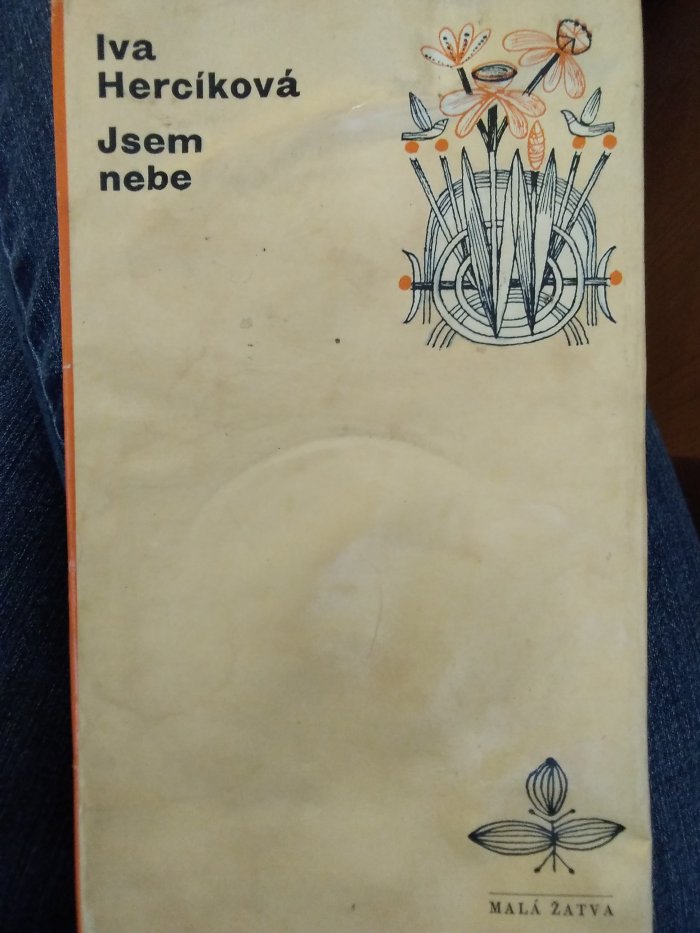 Iva
Hercíková
Jsem
nebe
MALÁ ŽATVA